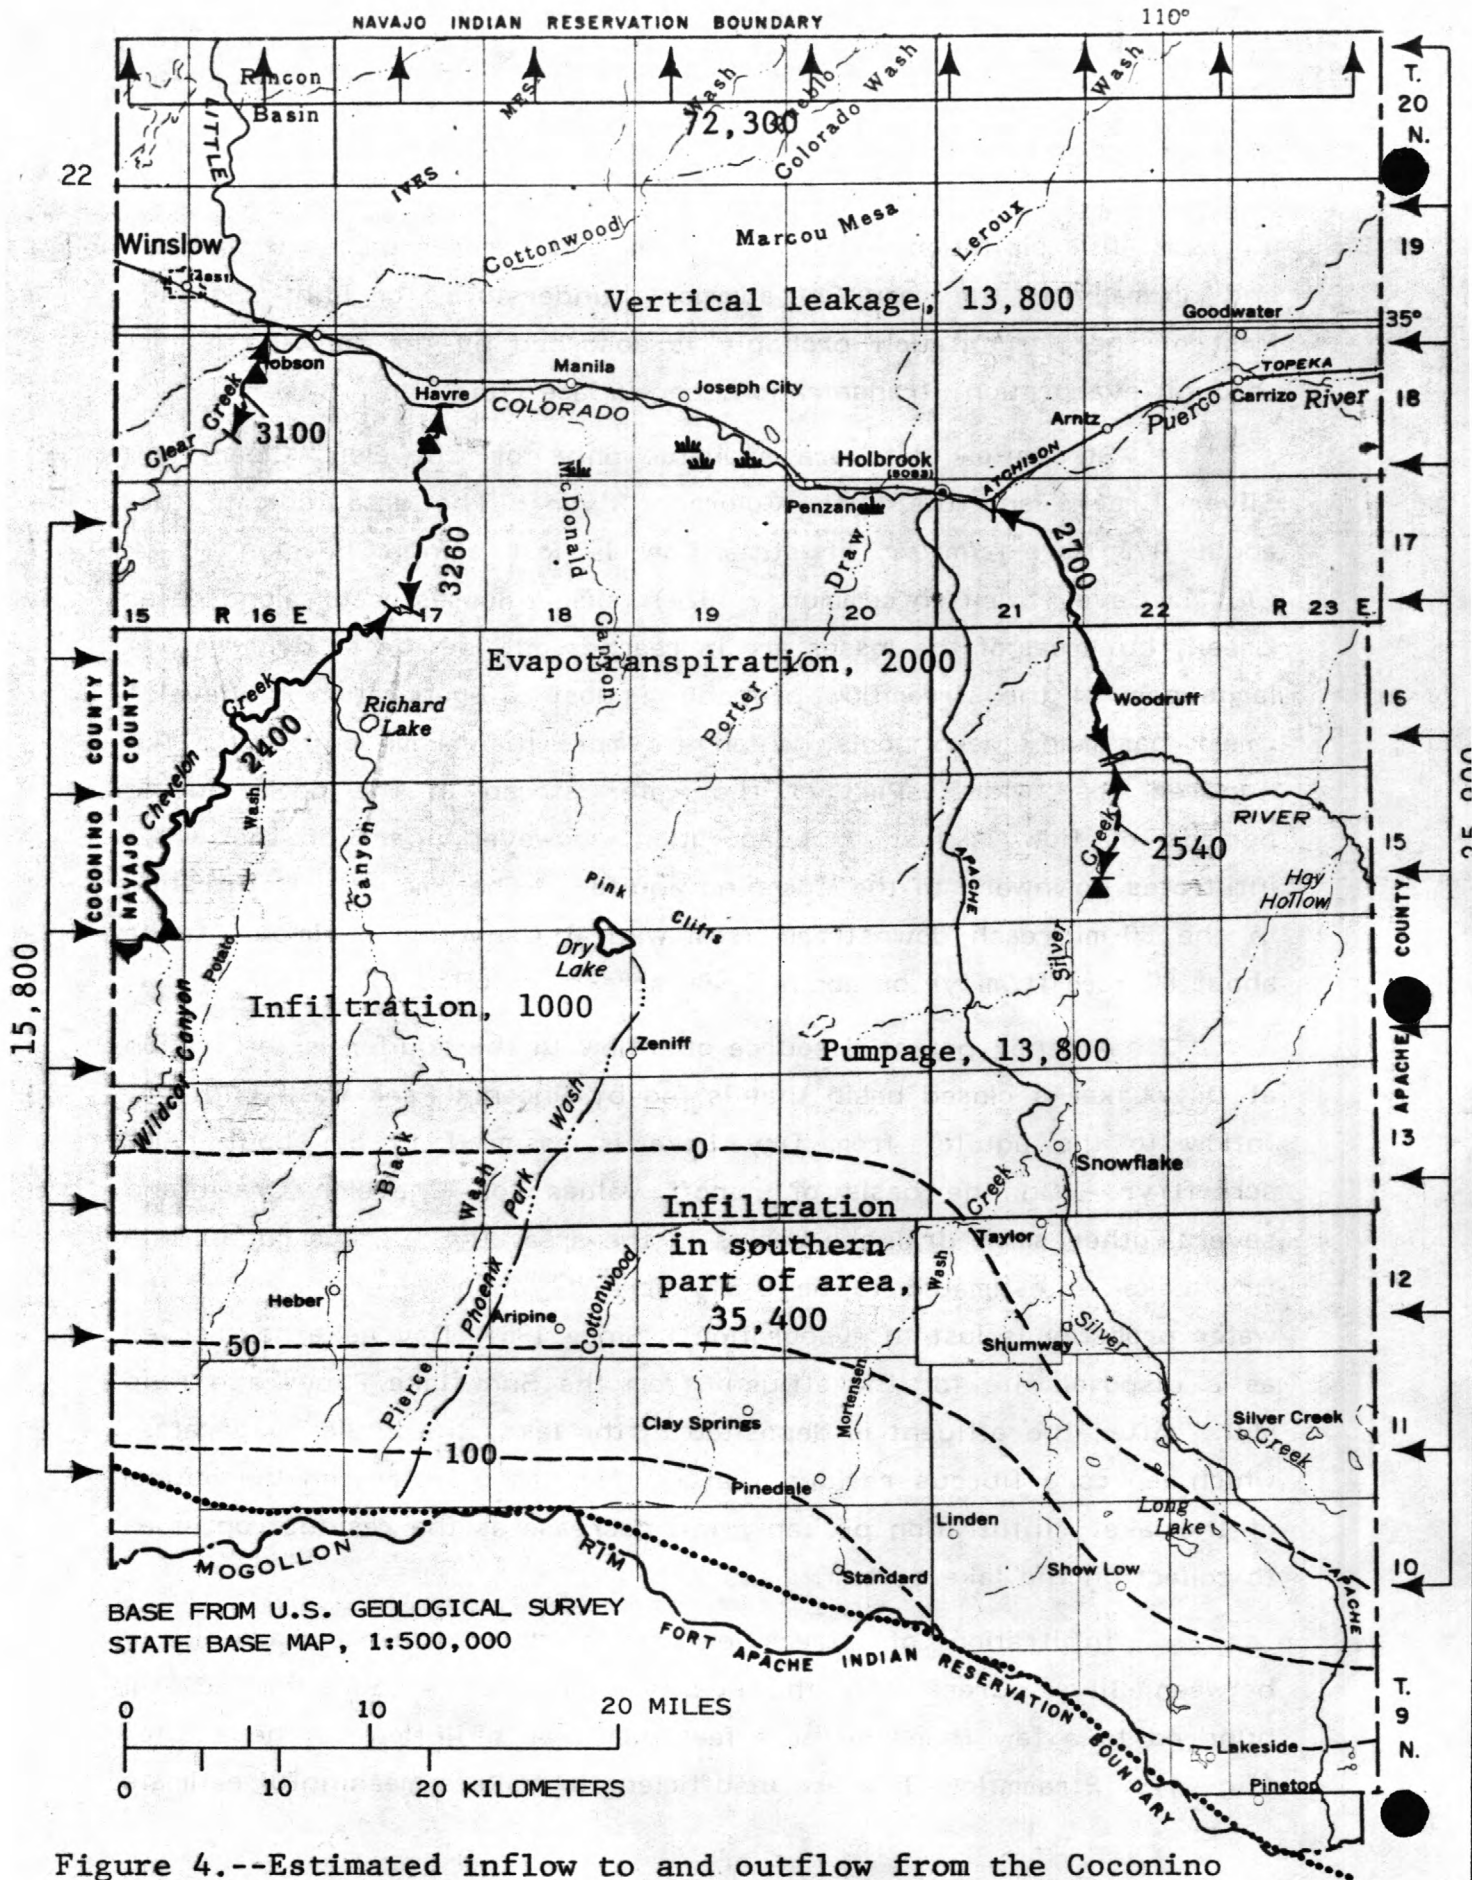 NAVAJO INDIAN RESERVATION BOUNDARY
110°
Rincon
Basin
MESA
Wash
Pueblo
Colorado Wash
Wash
T.
20
N.
72,300
22
LITTLE
IVES
Cottonwood
Marcou Mesa
Leroux
19
Winslow
Vertical leakage, 13,800
Goodwater
35°
Hobson
Manila
TOPEKA
Havre
COLORADO
Joseph City
Carrizo
River
18
Clear Creek
3100
Arntz
Puerco
Holbrook
(5083)
ATCHISON
Penzance
McDonald
3260
Draw
2700
17
15
R 16 E
17
18
19
20
21
22
R 23 E
Canyon
Evapotranspiration, 2000
16
COCONINO COUNTY
NAVAJO COUNTY
Creek
Richard
Lake
Porter
Woodruff
2400
Chevelon
Wash
RIVER
15
Canyon
Creek
2540
25,900
Pink
Cliffs
APACHE
Hay
Hollow
COUNTY
Dry
Lake
Potato
Silver
15,800
Infiltration, 1000
Wildcat Canyon
Zeniff
Pumpage, 13,800
APACHE
Wash
0
13
Black
Wash
Park
Snowflake
Creek
Infiltration
in southern
part of area,
35,400
Wash
Taylor
12
Heber
Phoenix
Aripine
Cottonwood
Silver
Shumway
50
Pierce
Mortensen
Clay Springs
Silver Creek
Creek
11
100
Pinedale
Linden
Long
Lake
MOGOLLON
RIM
Standard
Show Low
10
APACHE
BASE FROM U.S. GEOLOGICAL SURVEY
STATE BASE MAP, 1:500,000
FORT APACHE INDIAN RESERVATION BOUNDARY
T.
9
N.
0 10 20 MILES
Lakeside
0 10 20 KILOMETERS
Pinetop
Figure 4.--Estimated inflow to and outflow from the Coconino